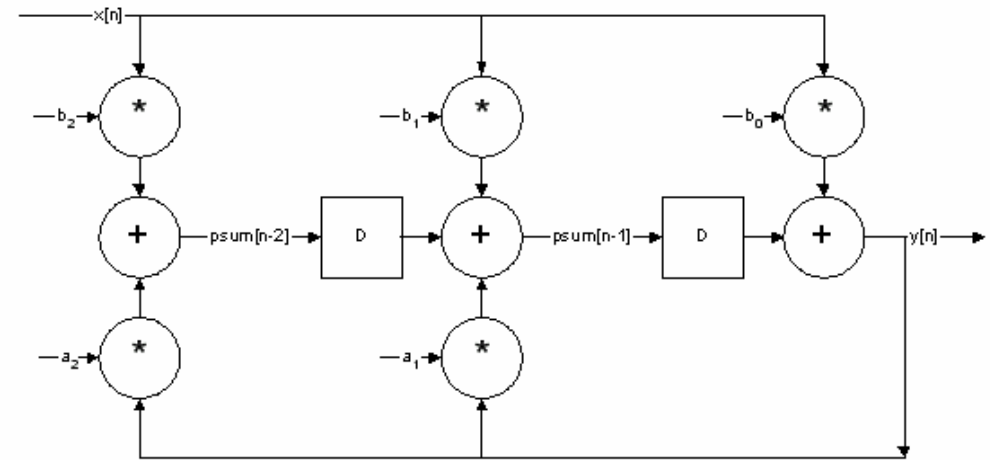 x[n]
* * *
b₂ b₁ b₀
+ psum[n-2] D + psum[n-1] D + y[n]
* *
a₂ a₁